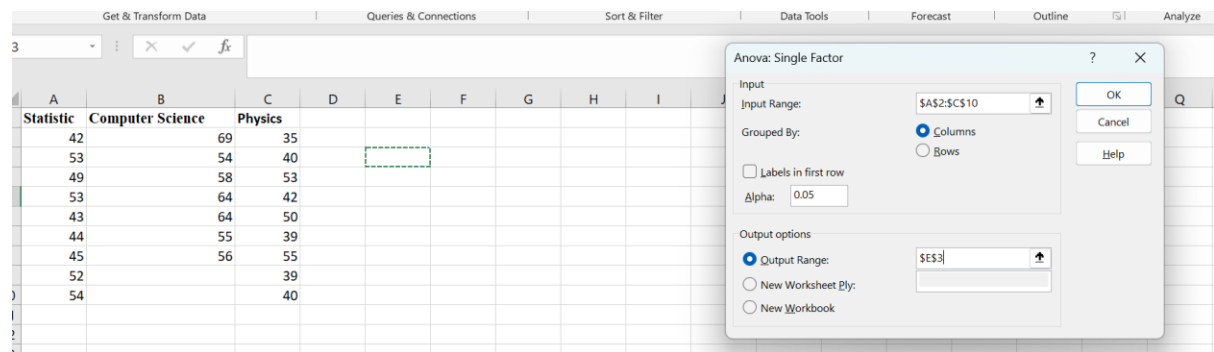 Get & Transform Data Queries & Connections Sort & Filter Data Tools Forecast Outline Analyze
3 fx
A B C D E F G H I J Q
Statistic Computer Science Physics
42 69 35
53 54 40
49 58 53
53 64 42
43 64 50
44 55 39
45 56 55
52 39
54 40
Anova: Single Factor ? X
Input
Input Range: $A$2:$C$10
Grouped By: Columns
Rows
Labels in first row
Alpha: 0.05
Output options
Output Range: $E$3
New Worksheet Ply:
New Workbook
OK
Cancel
Help